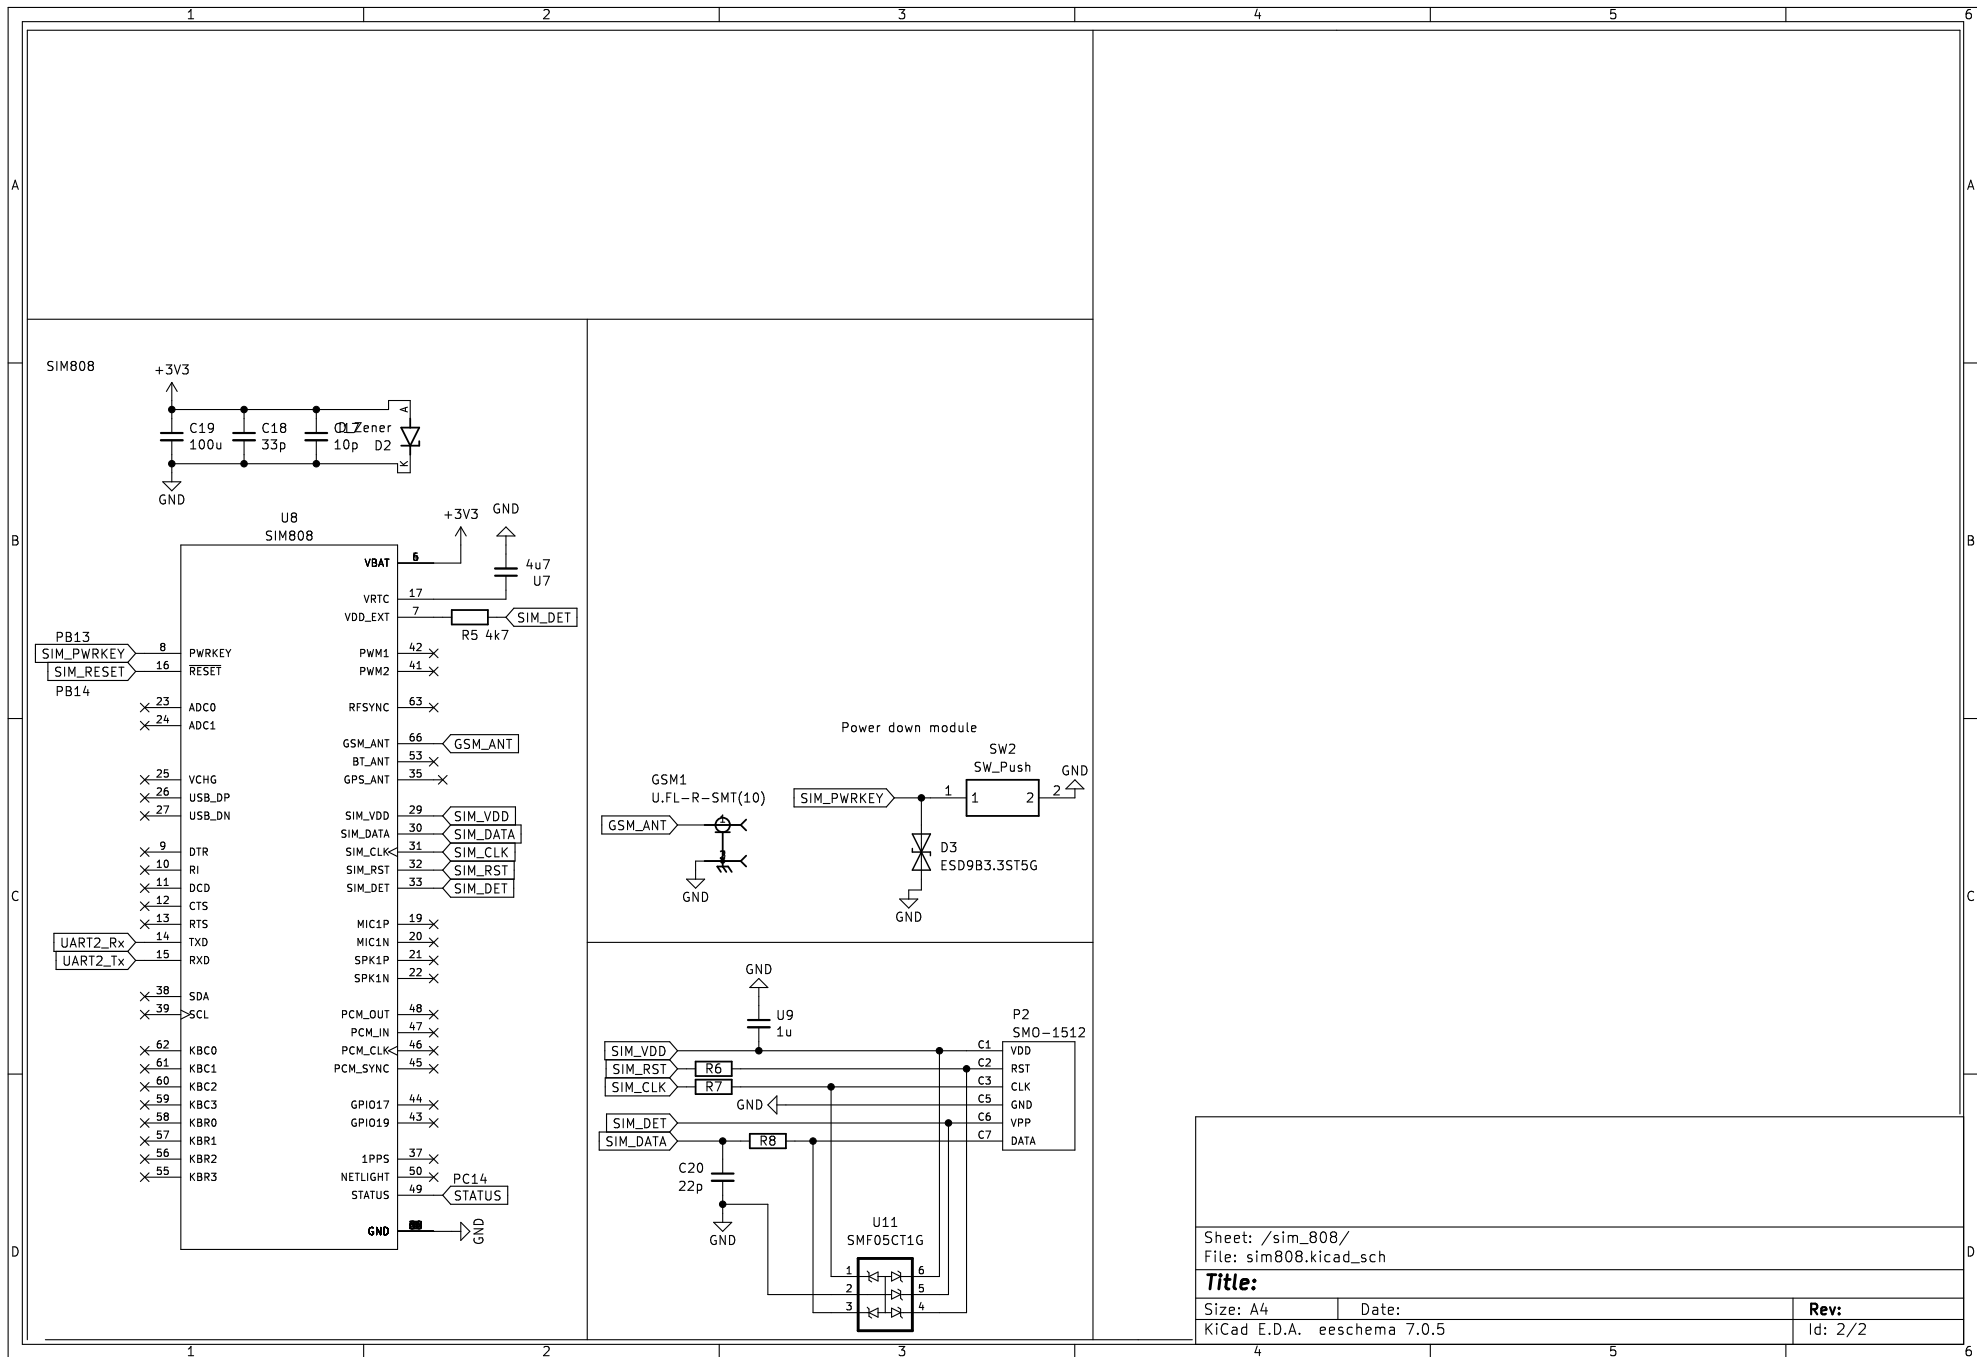 1 2 3 4 5 6
A A
SIM808
+3V3
C19 C18 D_Zener
100u 33p 10p D2
A
K
GND
U8
SIM808
+3V3 GND
B B
VBAT
4u7
U7
VRTC 17
VDD_EXT 7 SIM_DET
R5 4k7
PB13
SIM_PWRKEY 8 PWRKEY PWM1 42
SIM_RESET 16 RESET PWM2 41
PB14
23 ADC0 RFSYNC 63
24 ADC1
GSM_ANT 66 GSM_ANT
BT_ANT 53
25 VCHG GPS_ANT 35
26 USB_DP
27 USB_DN SIM_VDD 29 SIM_VDD
SIM_DATA 30 SIM_DATA
9 DTR SIM_CLK 31 SIM_CLK
10 RI SIM_RST 32 SIM_RST
11 DCD SIM_DET 33 SIM_DET
12 CTS
13 RTS MIC1P 19
UART2_Rx 14 TXD MIC1N 20
UART2_Tx 15 RXD SPK1P 21
SPK1N 22
38 SDA
39 SCL PCM_OUT 48
PCM_IN 47
62 KBC0 PCM_CLK 46
61 KBC1 PCM_SYNC 45
60 KBC2
59 KBC3 GPIO17 44
58 KBR0 GPIO19 43
57 KBR1
56 KBR2 1PPS 37
55 KBR3 NETLIGHT 50
PC14
STATUS 49 STATUS
GND
GND
Power down module
SW2
SW_Push
GND
SIM_PWRKEY 1 1 2 2
D3
ESD9B3.3ST5G
GND
GSM1
U.FL-R-SMT(10)
GSM_ANT 1
GND
C C
GND
U9
1u
P2
SMO-1512
SIM_VDD C1 VDD
SIM_RST R6 C2 RST
SIM_CLK R7 C3 CLK
GND C5 GND
SIM_DET C6 VPP
SIM_DATA R8 C7 DATA
C20
22p
GND
U11
SMF05CT1G
1 6
2 5
3 4
D D
Sheet: /sim_808/
File: sim808.kicad_sch
Title:
Size: A4 Date: Rev:
KiCad E.D.A. eeschema 7.0.5 Id: 2/2
1 2 3 4 5 6